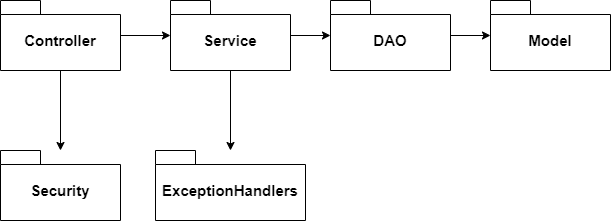 Controller
Service
DAO
Model
Security
ExceptionHandlers